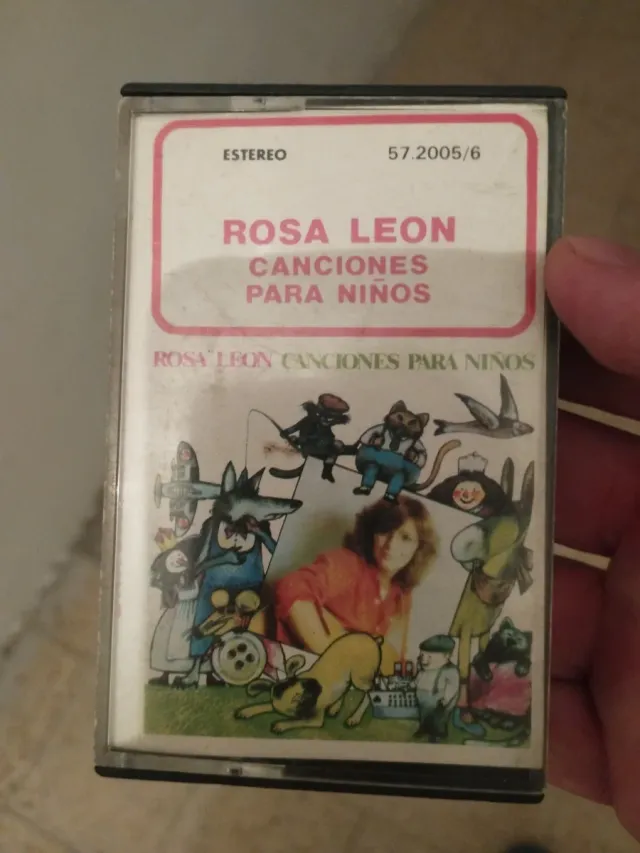 ESTEREO 57.2005/6
ROSA LEON
CANCIONES
PARA NIÑOS
ROSA LEON CANCIONES PARA NIÑOS